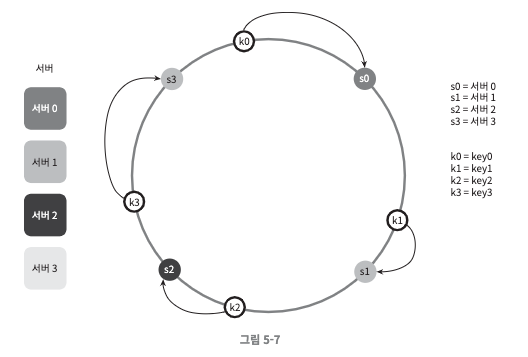 서버
서버 0
서버 1
서버 2
서버 3
k0
s0
k1
s1
k2
s2
k3
s3
s0 = 서버 0
s1 = 서버 1
s2 = 서버 2
s3 = 서버 3
k0 = key0
k1 = key1
k2 = key2
k3 = key3
그림 5-7